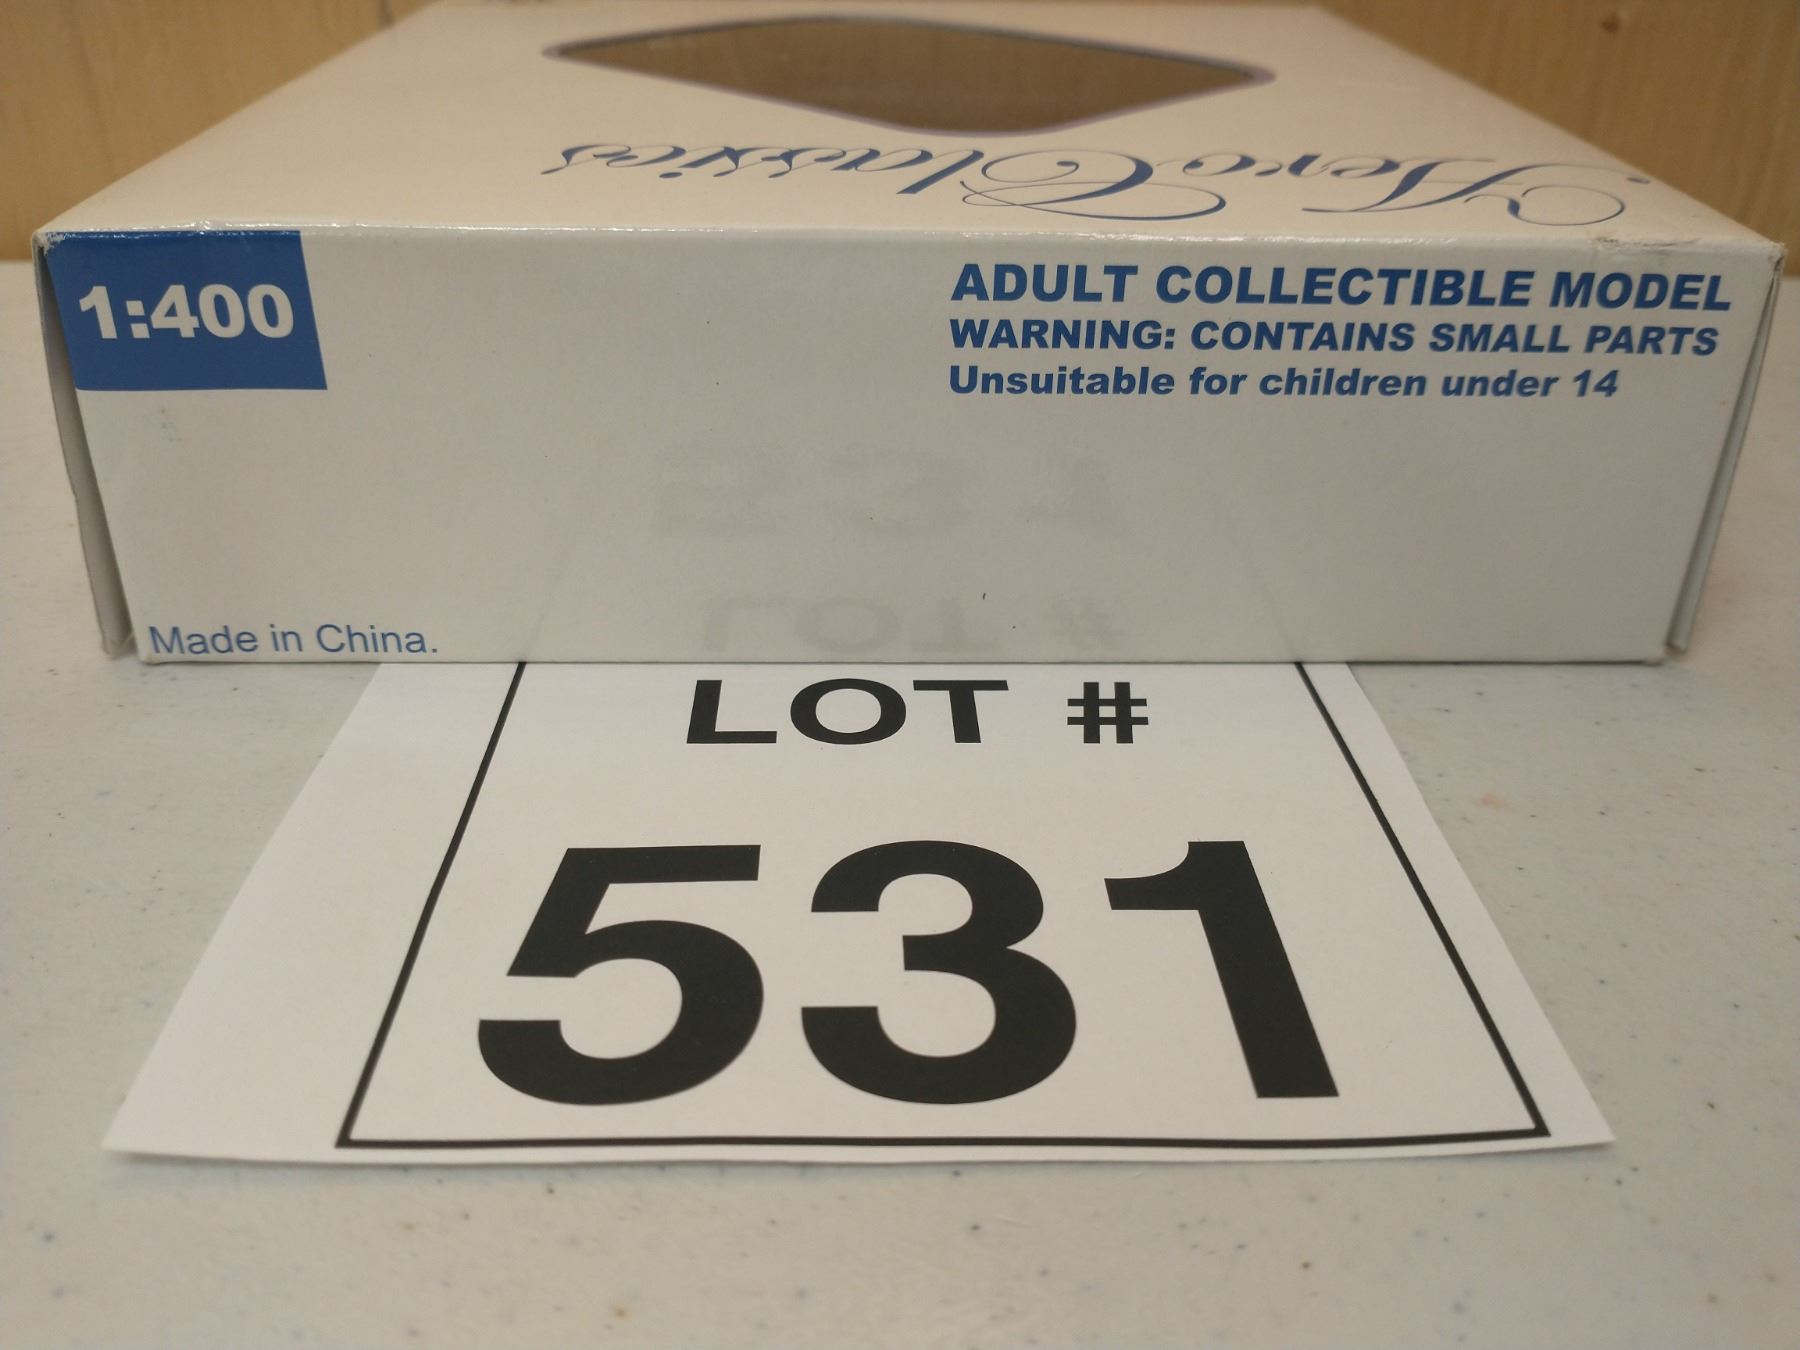 Aero Classics
1:400
ADULT COLLECTIBLE MODEL
WARNING: CONTAINS SMALL PARTS
Unsuitable for children under 14
Made in China.
LOT #
531